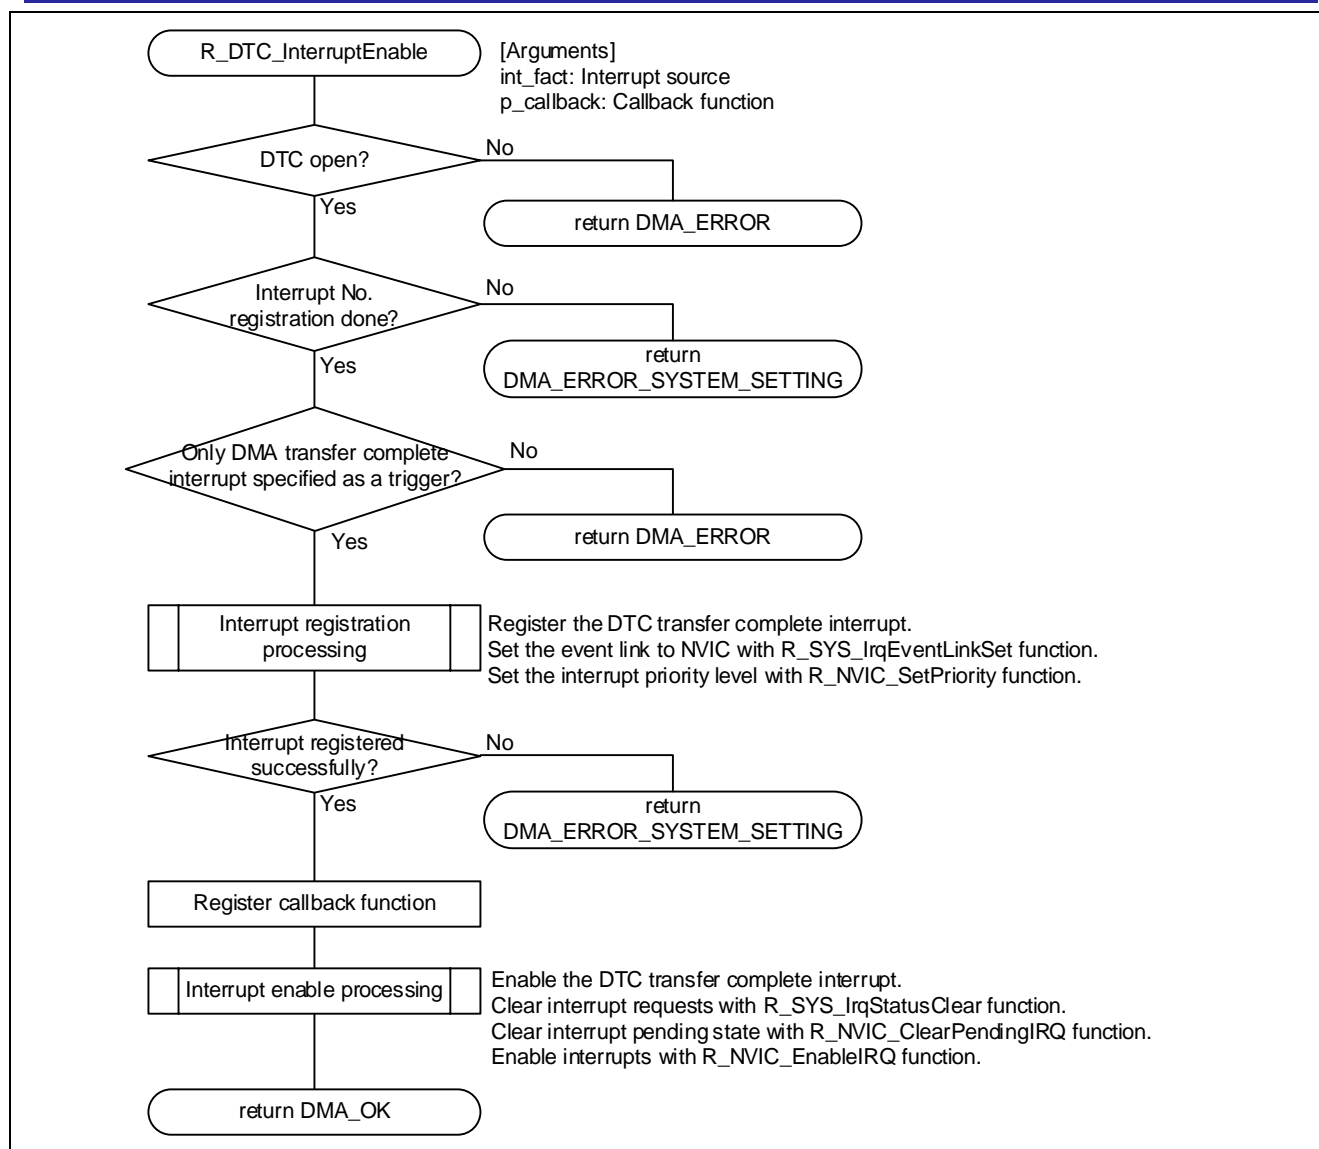 R_DTC_InterruptEnable
[Arguments]
int_fact: Interrupt source
p_callback: Callback function
DTC open?
No
Yes
return DMA_ERROR
Interrupt No.
registration done?
No
Yes
return
DMA_ERROR_SYSTEM_SETTING
Only DMA transfer complete
interrupt specified as a trigger?
No
Yes
return DMA_ERROR
Interrupt registration
processing
Register the DTC transfer complete interrupt.
Set the event link to NVIC with R_SYS_IrqEventLinkSet function.
Set the interrupt priority level with R_NVIC_SetPriority function.
Interrupt registered
successfully?
No
Yes
return
DMA_ERROR_SYSTEM_SETTING
Register callback function
Interrupt enable processing
Enable the DTC transfer complete interrupt.
Clear interrupt requests with R_SYS_IrqStatusClear function.
Clear interrupt pending state with R_NVIC_ClearPendingIRQ function.
Enable interrupts with R_NVIC_EnableIRQ function.
return DMA_OK